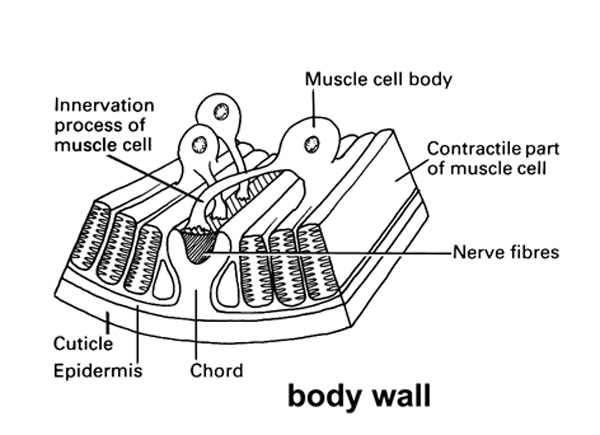 Muscle cell body
Innervation
process of
muscle cell
Contractile part
of muscle cell
Nerve fibres
Cuticle
Epidermis
Chord
body wall